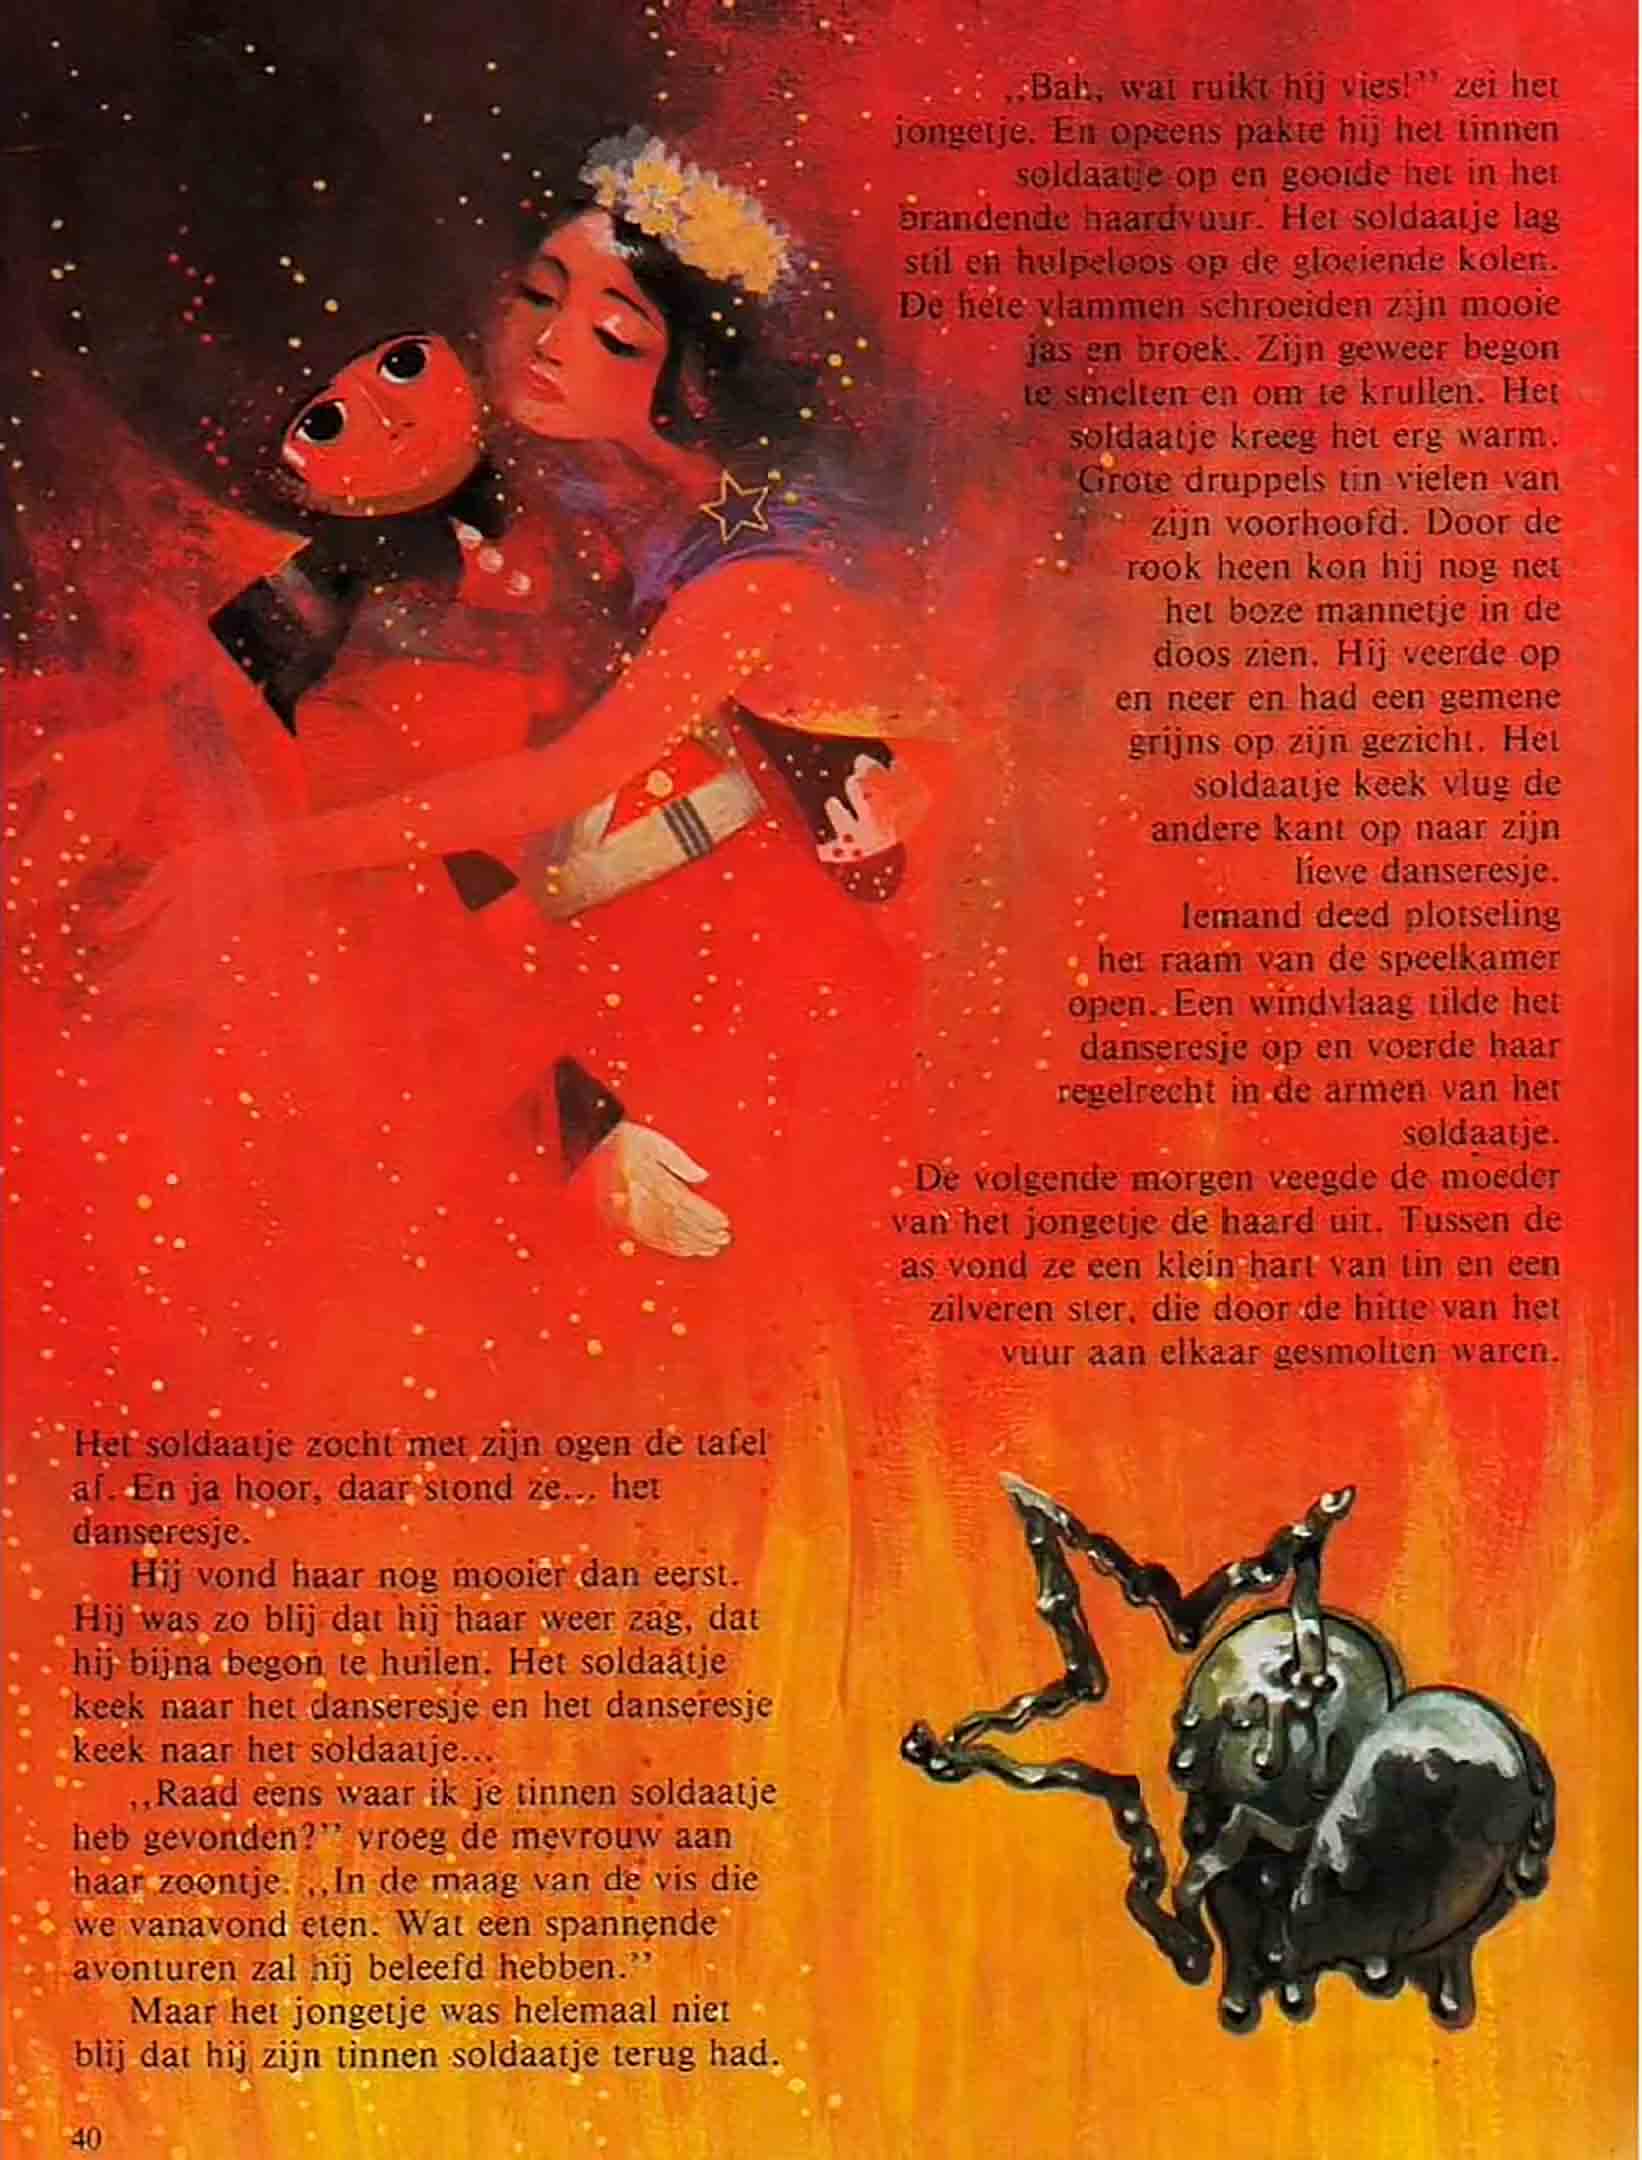 Het soldaatje zocht met zijn ogen de tafel
af. En ja hoor, daar stond ze... het
danseresje.
Hij vond haar nog mooier dan eerst.
Hij was zo blij dat hij haar weer zag, dat
hij bijna begon te huilen. Het soldaatje
keek naar het danseresje en het danseresje
keek naar het soldaatje...
,,Raad eens waar ik je tinnen soldaatje
heb gevonden?'' vroeg de mevrouw aan
haar zoontje. ,,In de maag van de vis die
we vanavond eten. Wat een spannende
avonturen zal hij beleefd hebben.''
Maar het jongetje was helemaal niet
blij dat hij zijn tinnen soldaatje terug had.
,,Bah, wat ruikt hij vies!'' zei het
jongetje. En opeens pakte hij het tinnen
soldaatje op en gooide het in het
brandende haardvuur. Het soldaatje lag
stil en hulpeloos op de gloeiende kolen.
De hete vlammen schroeiden zijn mooie
jas en broek. Zijn geweer begon
te smelten en om te krullen. Het
soldaatje kreeg het erg warm.
Grote druppels tin vielen van
zijn voorhoofd. Door de
rook heen kon hij nog net
het boze mannetje in de
doos zien. Hij veerde op
en neer en had een gemene
grijns op zijn gezicht. Het
soldaatje keek vlug de
andere kant op naar zijn
lieve danseresje.
Iemand deed plotseling
het raam van de speelkamer
open. Een windvlaag tilde het
danseresje op en voerde haar
regelrecht in de armen van het
soldaatje.
De volgende morgen veegde de moeder
van het jongetje de haard uit. Tussen de
as vond ze een klein hart van tin en een
zilveren ster, die door de hitte van het
vuur aan elkaar gesmolten waren.
40